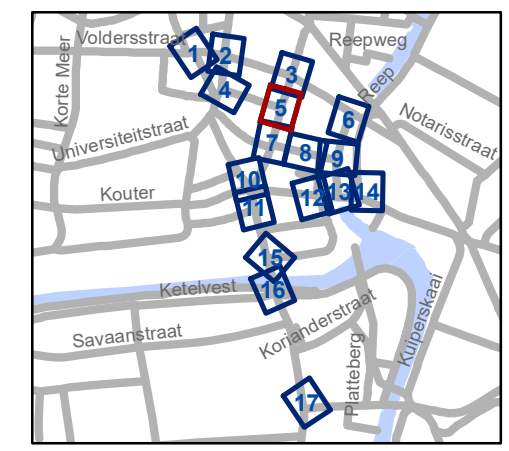 Voldersstraat
Reepweg
Korte Meer
Reep
Notarisstraat
Universiteitstraat
Kouter
Ketelvest
Savaanstraat
Korianderstraat
Platteberg
Kuiperskaai
1
2
3
4
5
6
7
8
9
10
11
12
13
14
15
16
17